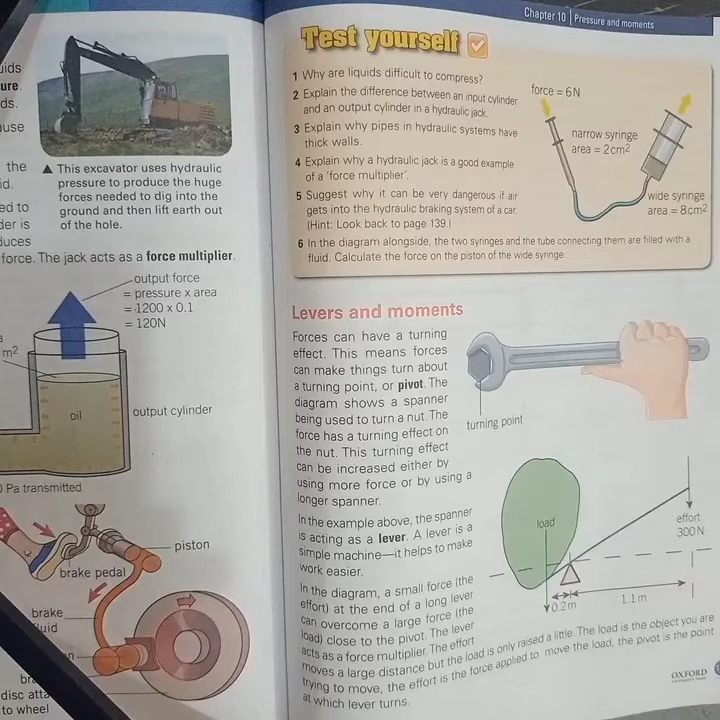 uids
ure.
ds.
ause
the
id.
ed to
der is
duces
▲ This excavator uses hydraulic
pressure to produce the huge
forces needed to dig into the
ground and then lift earth out
of the hole.
force. The jack acts as a force multiplier.
output force
= pressure x area
= 1200 x 0.1
= 120N
m2
oil
output cylinder
Pa transmitted
piston
brake pedal
brake
fluid
disc atta
to wheel
Chapter 10 | Pressure and moments
Test yourself
1 Why are liquids difficult to compress?
2 Explain the difference between an input cylinder
and an output cylinder in a hydraulic jack.
3 Explain why pipes in hydraulic systems have
thick walls.
4 Explain why a hydraulic jack is a good example
of a 'force multiplier'.
5 Suggest why it can be very dangerous if air
gets into the hydraulic braking system of a car.
(Hint: Look back to page 139.)
6 In the diagram alongside, the two syringes and the tube connecting them are filled with a
fluid. Calculate the force on the piston of the wide syringe.
force = 6N
narrow syringe
area = 2cm2
wide syringe
area = 8cm2
Levers and moments
Forces can have a turning
effect. This means forces
can make things turn about
a turning point, or pivot. The
diagram shows a spanner
being used to turn a nut. The
force has a turning effect on
the nut. This turning effect
can be increased either by
using more force or by using a
longer spanner.
turning point
In the example above, the spanner
is acting as a lever. A lever is a
simple machine—it helps to make
work easier.
In the diagram, a small force (the
effort) at the end of a long lever
can overcome a large force (the
load) close to the pivot. The lever
acts as a force multiplier. The effort
moves a large distance but the load is only raised a little. The load is the object you are
trying to move, the effort is the force applied to move the load, the pivot is the point
at which lever turns.
load
effort
300N
0.2m
1.1m
OXFORD